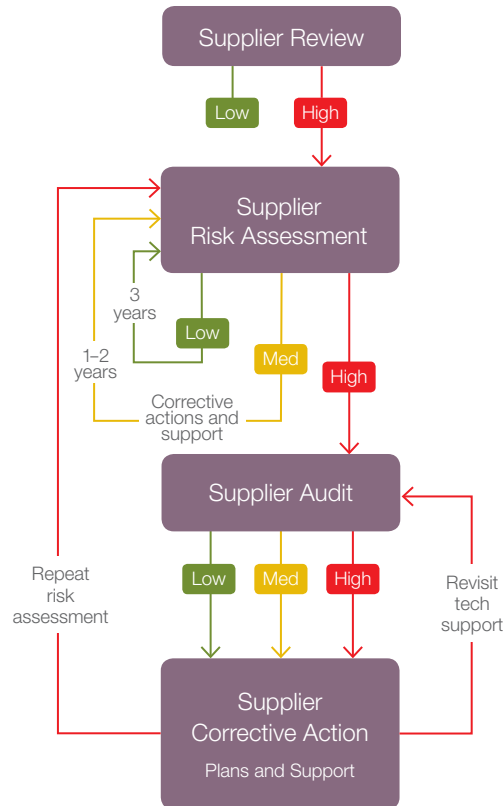 Supplier Review
Low
High
Supplier
Risk Assessment
3
years
Low
1–2
years
Med
High
Corrective
actions and
support
Supplier Audit
Low
Med
High
Repeat
risk
assessment
Revisit
tech
support
Supplier
Corrective Action
Plans and Support